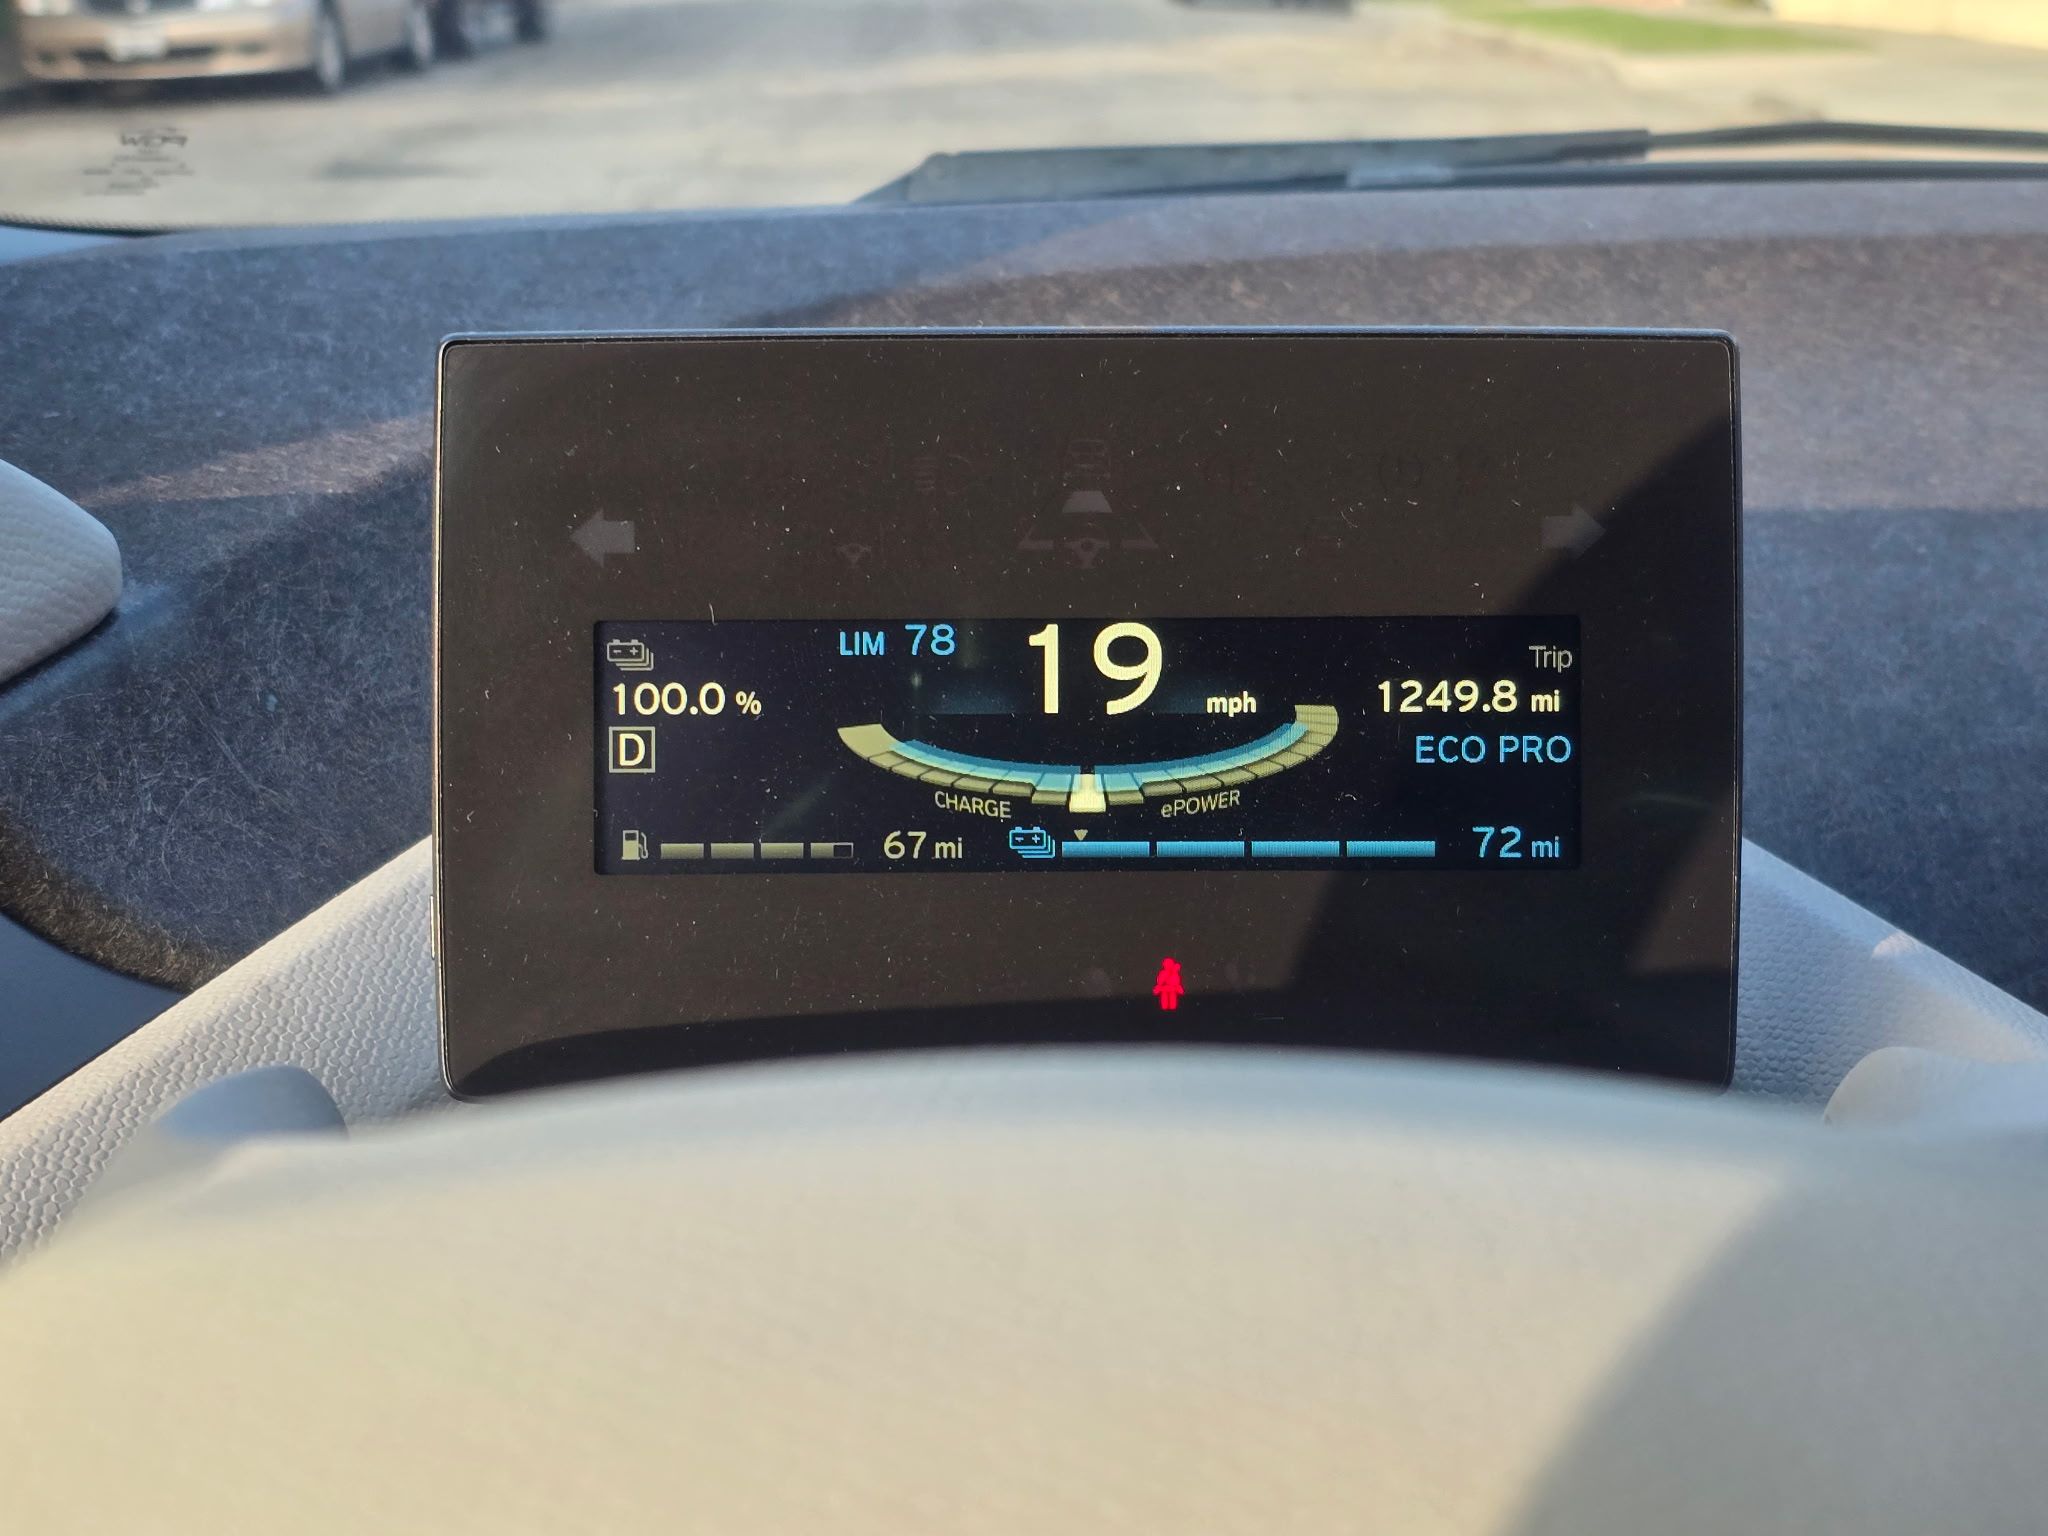 LIM 78
19 mph
Trip
100.0 %
1249.8 mi
D
ECO PRO
CHARGE
ePOWER
67 mi
72 mi